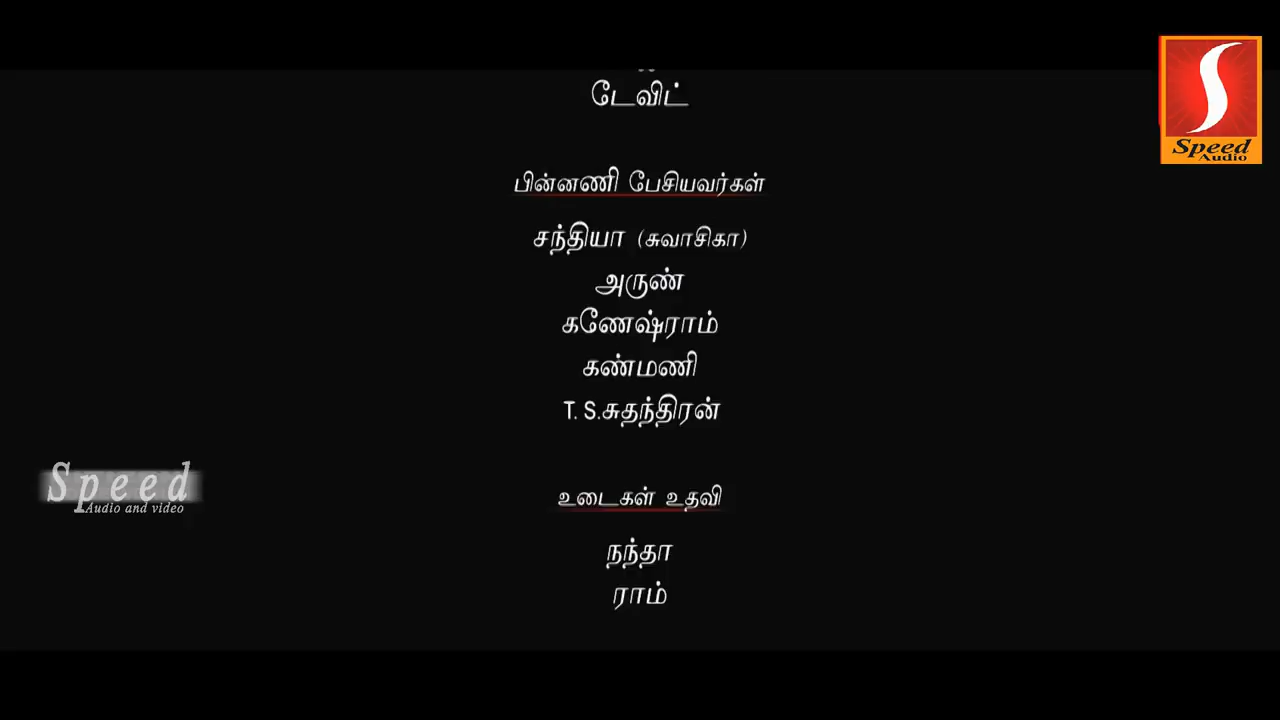 டேவிட்
Speed
Audio
பின்னணி பேசியவர்கள்
சந்தியா (சுவாசிகா)
அருண்
கணேஷ்ராம்
கண்மணி
T. S.சுதந்திரன்
Speed
Audio and video
உடைகள் உதவி
நந்தா
ராம்